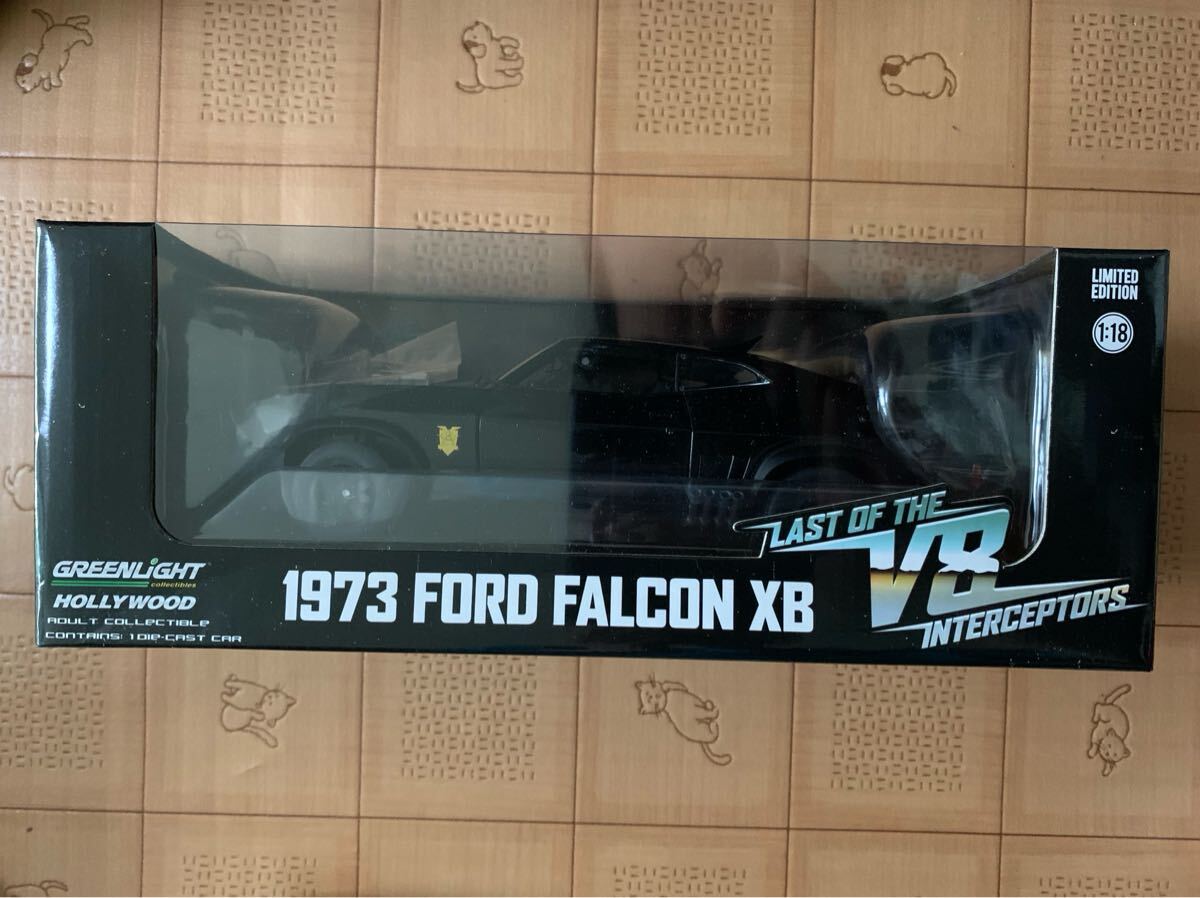 LIMITED
EDITION
1:18
LAST OF THE
V8
INTERCEPTORS
GREENLIGHT
collectibles
HOLLYWOOD
ADULT COLLECTIBLE
CONTAINS: 1 DIE-CAST CAR
1973 FORD FALCON XB